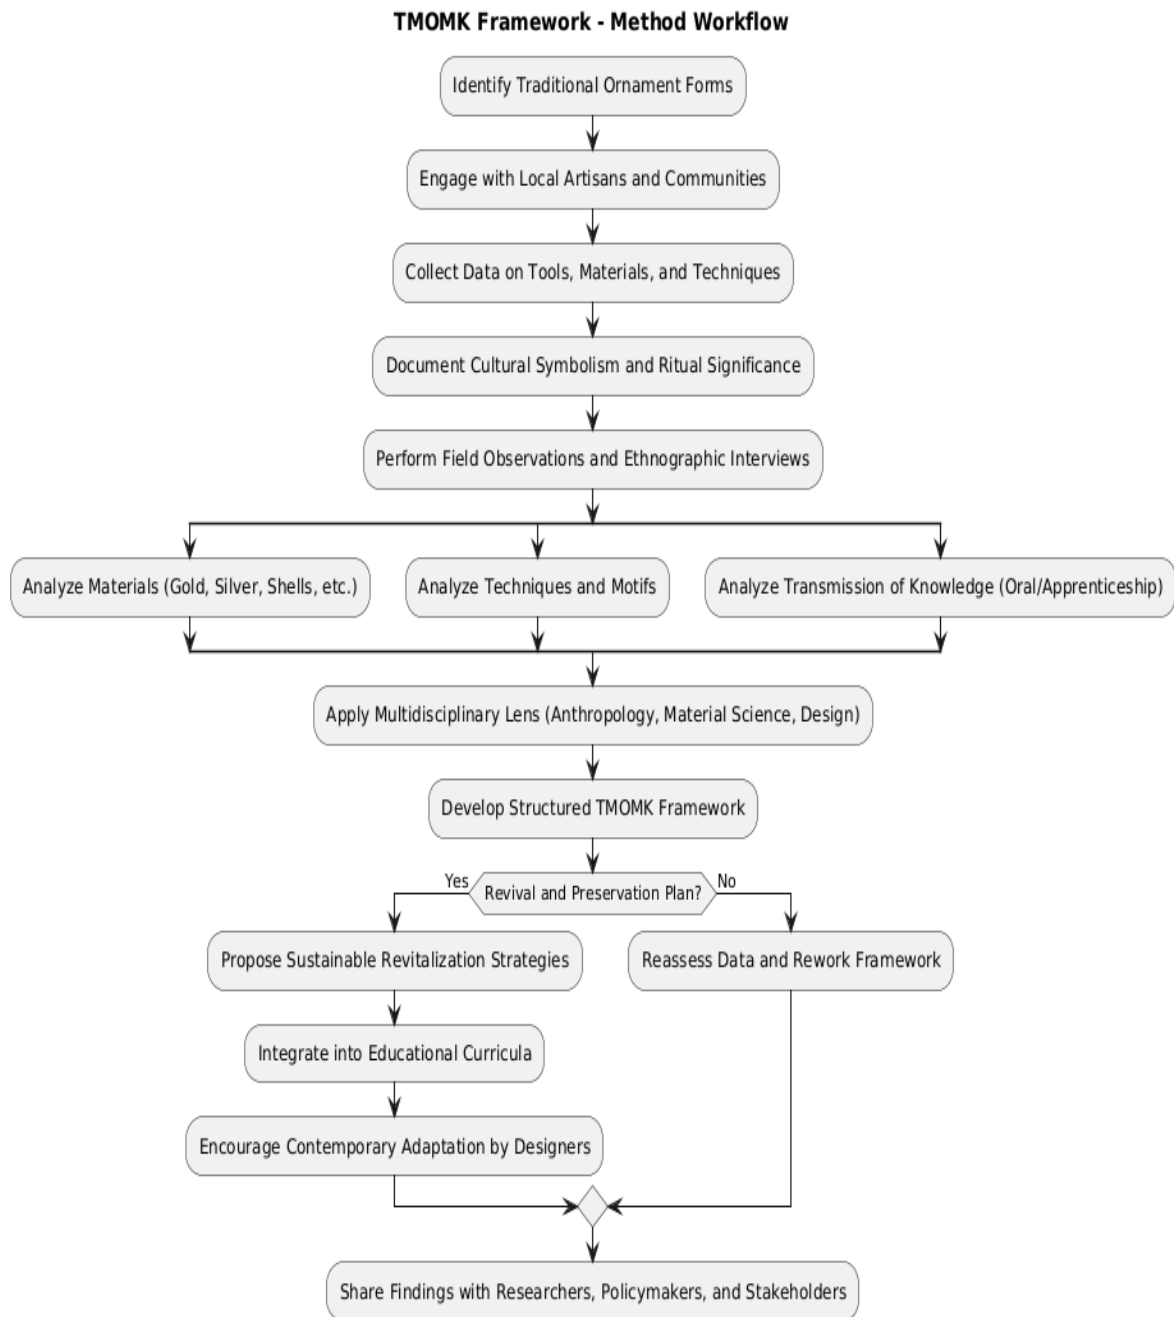 TMOMK Framework - Method Workflow
Identify Traditional Ornament Forms
Engage with Local Artisans and Communities
Collect Data on Tools, Materials, and Techniques
Document Cultural Symbolism and Ritual Significance
Perform Field Observations and Ethnographic Interviews
Analyze Materials (Gold, Silver, Shells, etc.)
Analyze Techniques and Motifs
Analyze Transmission of Knowledge (Oral/Apprenticeship)
Apply Multidisciplinary Lens (Anthropology, Material Science, Design)
Develop Structured TMOMK Framework
Yes
Revival and Preservation Plan?
No
Propose Sustainable Revitalization Strategies
Reassess Data and Rework Framework
Integrate into Educational Curricula
Encourage Contemporary Adaptation by Designers
Share Findings with Researchers, Policymakers, and Stakeholders